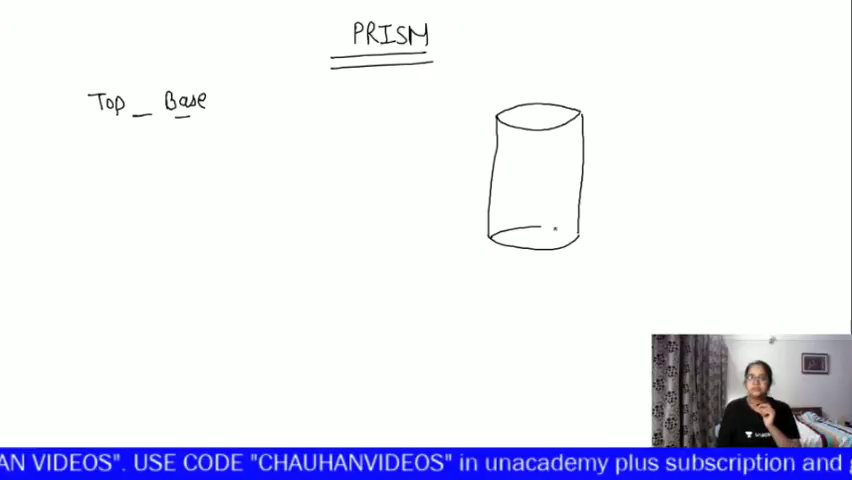 PRISM
Top _ Base
AN VIDEOS". USE CODE "CHAUHANVIDEOS" in unacademy plus subscription and